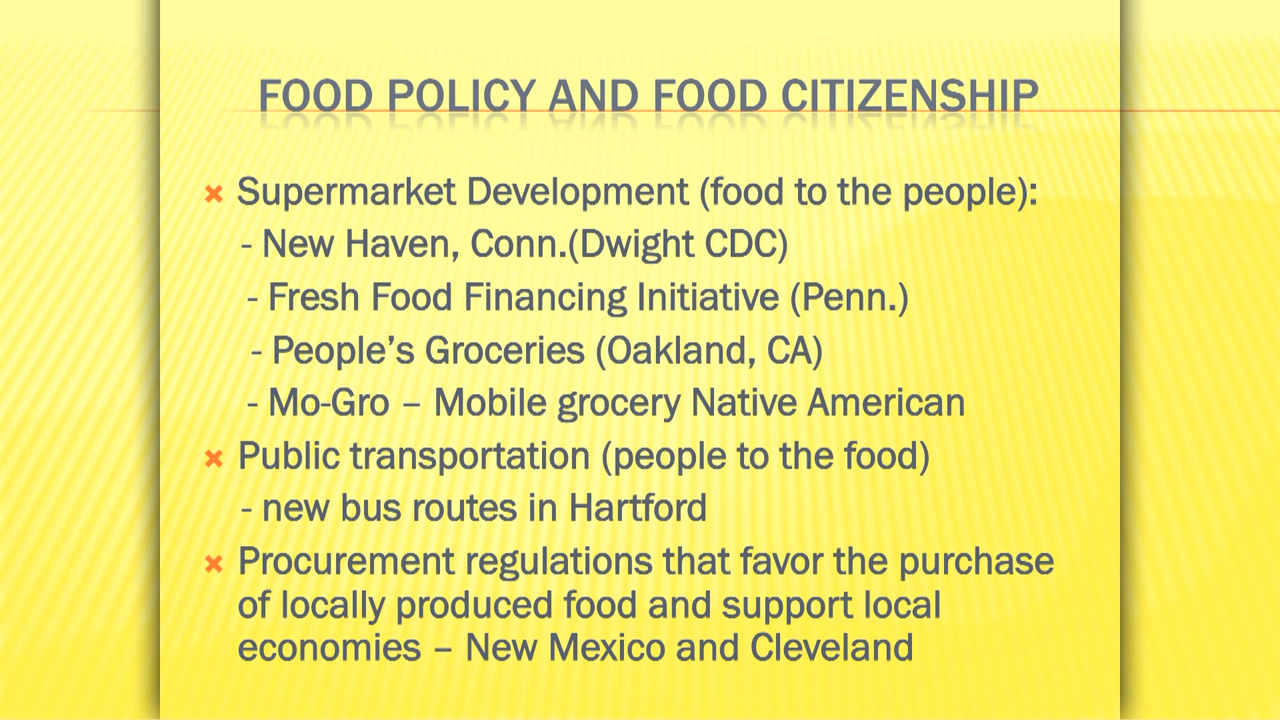 FOOD POLICY AND FOOD CITIZENSHIP
Supermarket Development (food to the people):
- New Haven, Conn.(Dwight CDC)
- Fresh Food Financing Initiative (Penn.)
- People's Groceries (Oakland, CA)
- Mo-Gro – Mobile grocery Native American
Public transportation (people to the food)
- new bus routes in Hartford
Procurement regulations that favor the purchase
of locally produced food and support local
economies – New Mexico and Cleveland